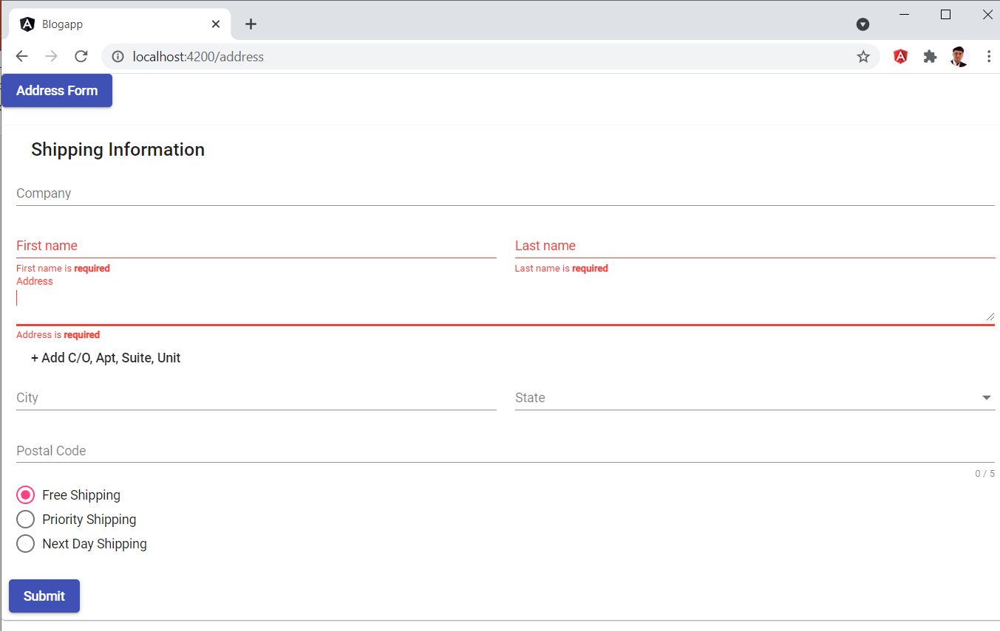 Blogapp
localhost:4200/address
Address Form
Shipping Information
Company
First name Last name
First name is required Last name is required
Address
Address is required
+ Add C/O, Apt, Suite, Unit
City State
Postal Code
0 / 5
Free Shipping
Priority Shipping
Next Day Shipping
Submit